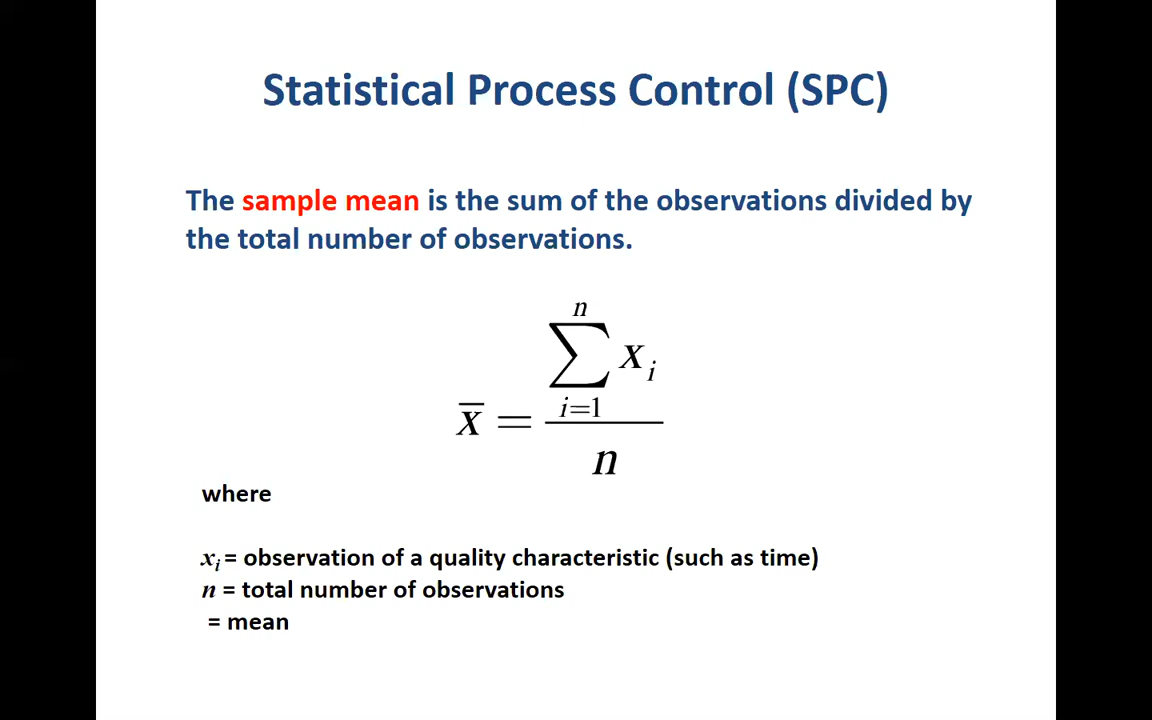 Statistical Process Control (SPC)
The sample mean is the sum of the observations divided by
the total number of observations.
n
∑ xᵢ
i=1
x̄ =
n
where
xᵢ = observation of a quality characteristic (such as time)
n = total number of observations
= mean